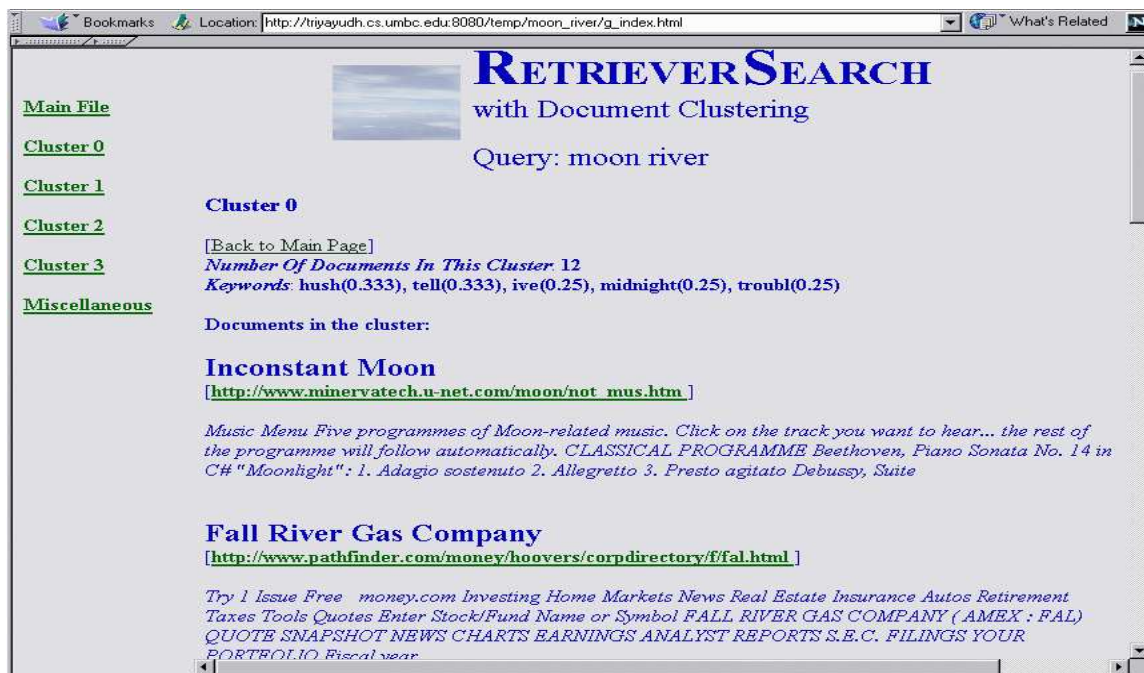 Bookmarks Location: http://triyayudh.cs.umbc.edu:8080/temp/moon_river/g_index.html What's Related
RETRIEVERSEARCH
with Document Clustering
Query: moon river
Main File
Cluster 0
Cluster 1
Cluster 2
Cluster 3
Miscellaneous
Cluster 0
[Back to Main Page]
Number Of Documents In This Cluster: 12
Keywords: hush(0.333), tell(0.333), ive(0.25), midnight(0.25), troubl(0.25)
Documents in the cluster:
Inconstant Moon
[http://www.minervatech.u-net.com/moon/not_mus.htm ]
Music Menu Five programmes of Moon-related music. Click on the track you want to hear... the rest of
the programme will follow automatically. CLASSICAL PROGRAMME Beethoven, Piano Sonata No. 14 in
C# "Moonlight": 1. Adagio sostenuto 2. Allegretto 3. Presto agitato Debussy, Suite
Fall River Gas Company
[http://www.pathfinder.com/money/hoovers/corpdirectory/f/fal.html ]
Try 1 Issue Free money.com Investing Home Markets News Real Estate Insurance Autos Retirement
Taxes Tools Quotes Enter Stock/Fund Name or Symbol FALL RIVER GAS COMPANY ( AMEX : FAL)
QUOTE SNAPSHOT NEWS CHARTS EARNINGS ANALYST REPORTS S.E.C. FILINGS YOUR
PORTFOLIO Fiscal year